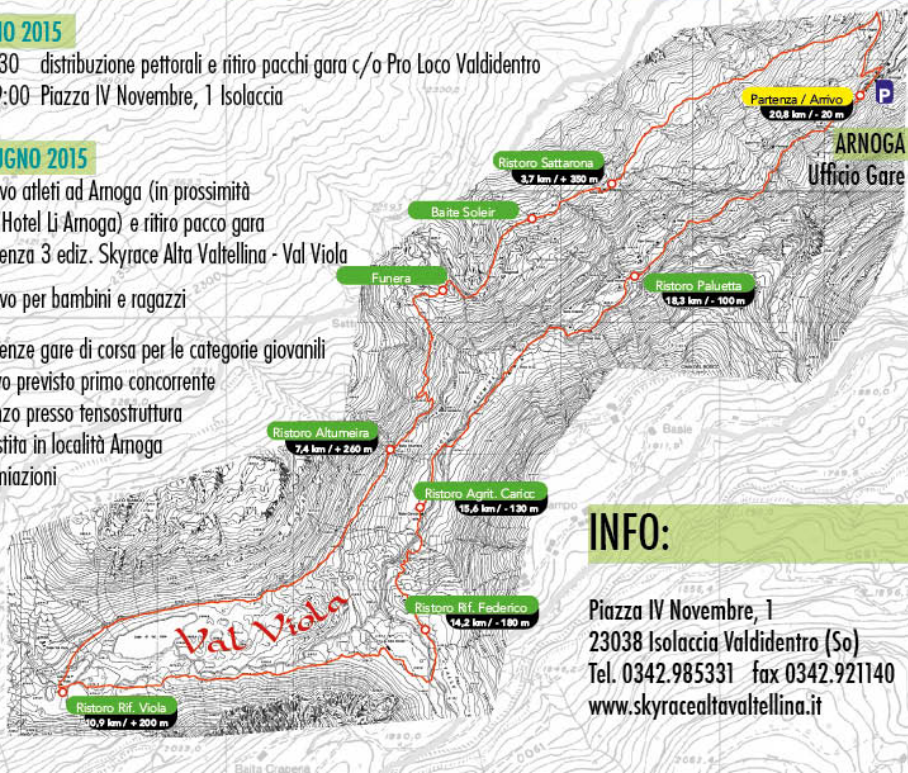 NO 2015
30 distribuzione pettorali e ritiro pacchi gara c/o Pro Loco Valdidentro
9:00 Piazza IV Novembre, 1 Isolaccia
UGNO 2015
vo atleti ad Arnoga (in prossimità
Hotel Li Arnoga) e ritiro pacco gara
enza 3 ediz. Skyrace Alta Valtellina - Val Viola
vo per bambini e ragazzi
enze gare di corsa per le categorie giovanili
vo previsto primo concorrente
nzo presso tensostruttura
stita in località Arnoga
miazioni
Partenza / Arrivo
20,8 km / - 20 m
P
ARNOGA
Ufficio Gare
Ristoro Sattarona
3,7 km / + 350 m
Baite Soleir
Funera
Ristoro Paluetta
18,3 km / - 100 m
Ristoro Altumeira
7,4 km / + 260 m
Ristoro Agrit. Caricc
15,6 km / - 130 m
Ristoro Rif. Federico
14,2 km / - 180 m
Val Viola
Ristoro Rif. Viola
10,9 km / + 200 m
Basle
Baita Crapena
INFO:
Piazza IV Novembre, 1
23038 Isolaccia Valdidentro (So)
Tel. 0342.985331 fax 0342.921140
www.skyracealtavaltellina.it